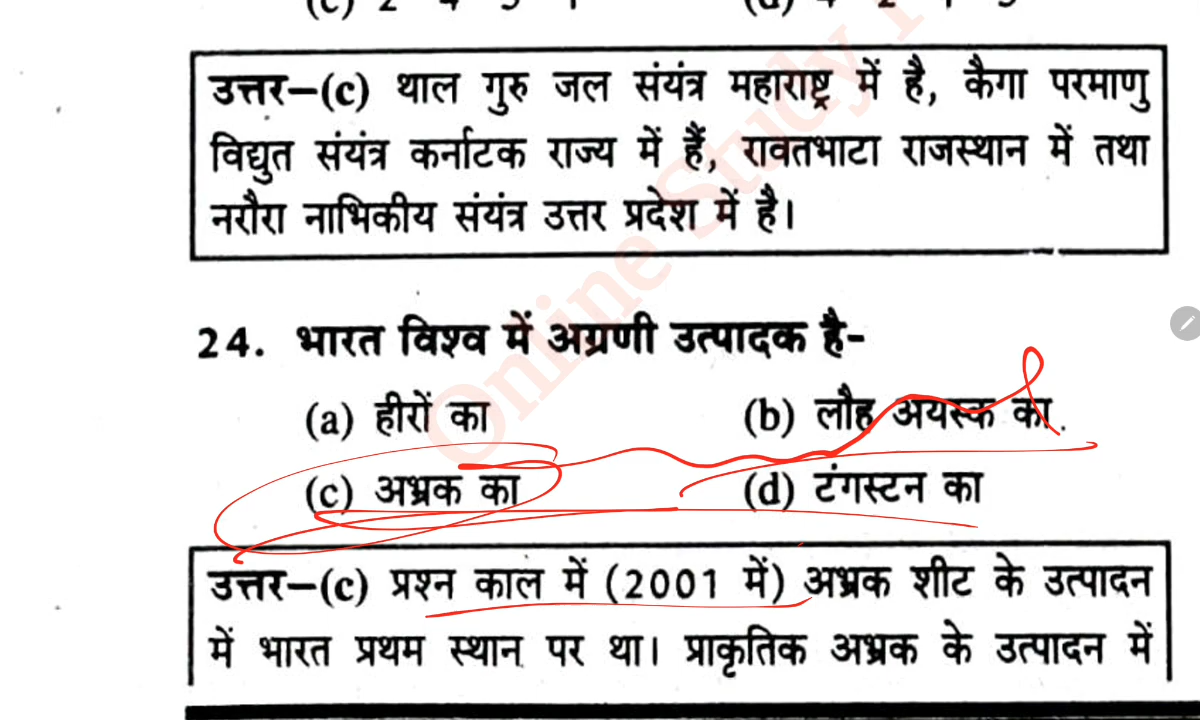 उत्तर–(c) थाल गुरु जल संयंत्र महाराष्ट्र में है, कैगा परमाणु
विद्युत संयंत्र कर्नाटक राज्य में हैं, रावतभाटा राजस्थान में तथा
नरौरा नाभिकीय संयंत्र उत्तर प्रदेश में है।
24. भारत विश्व में अग्रणी उत्पादक है-
(a) हीरों का (b) लौह अयस्क का
(c) अभ्रक का (d) टंगस्टन का
उत्तर–(c) प्रश्न काल में (2001 में) अभ्रक शीट के उत्पादन
में भारत प्रथम स्थान पर था। प्राकृतिक अभ्रक के उत्पादन में
Online Study